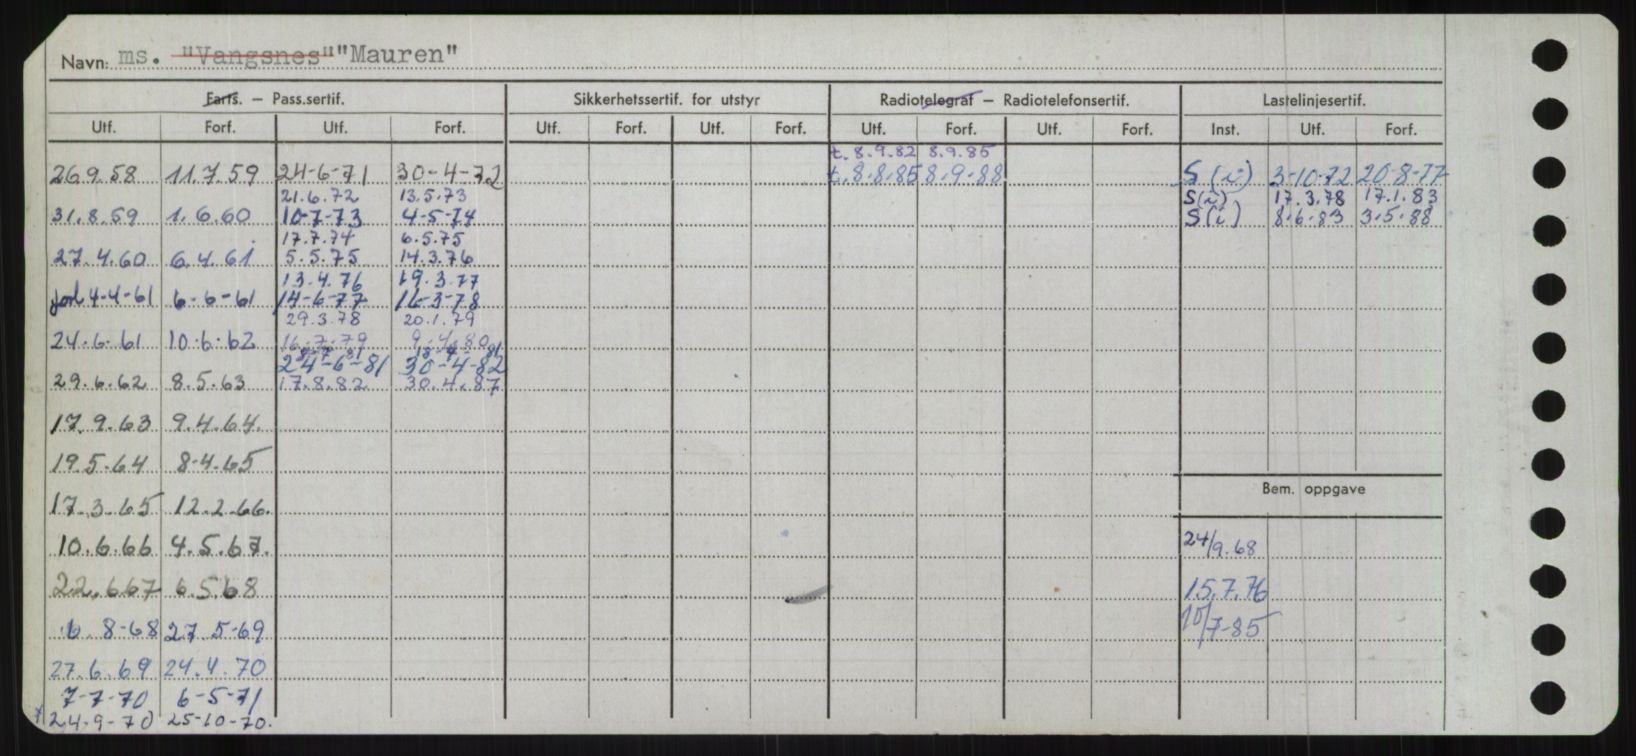 Navn: ms. "Vangsnes" "Mauren"
Farts. — Pass.sertif. Sikkerhetssertif. for utstyr Radiotelegraf — Radiotelefonsertif. Lastelinjesertif.
Utf. Forf. Utf. Forf. Utf. Forf. Utf. Forf. Utf. Forf. Utf. Forf. Inst. Utf. Forf.
t. 8.9.82 8.9.85
26.9.58 11.7.59 24-6-71 30-4-72 t. 8.8.85 8.9.88 S (i) 3-10-72 20-8-77
21.6.72 13.5.73 S(i) 17.3.78 17.1.83
31.8.59 1.6.60 10-7-73 4-5-74 S(i) 8.6.83 3.5.88
17.7.74 6.5.75
27.4.60 6.4.61 5.5.75 14.3.76
13.4.76 19.3.77
forl 4-4-61 6-6-61 14-6-77 16-3-78
29.3.78 20.1.79
24.6.61 10.6.62 16.7.79 9.4.80
24-6-81 30-4-82
29.6.62 8.5.63 17.8.82 30.4.87
17.9.63 9.4.64.
19.5.64 8-4.65
17.3.65 12.2.66.
Bem. oppgave
10.6.66 4.5.67. 24/9.68
22.6.67 6.5.68 15.7.76
6.8-68 27.5-69 10/7-85
27.6.69 24.4.70
7-7-70 6-5-71
24-9-70 25-10-70.